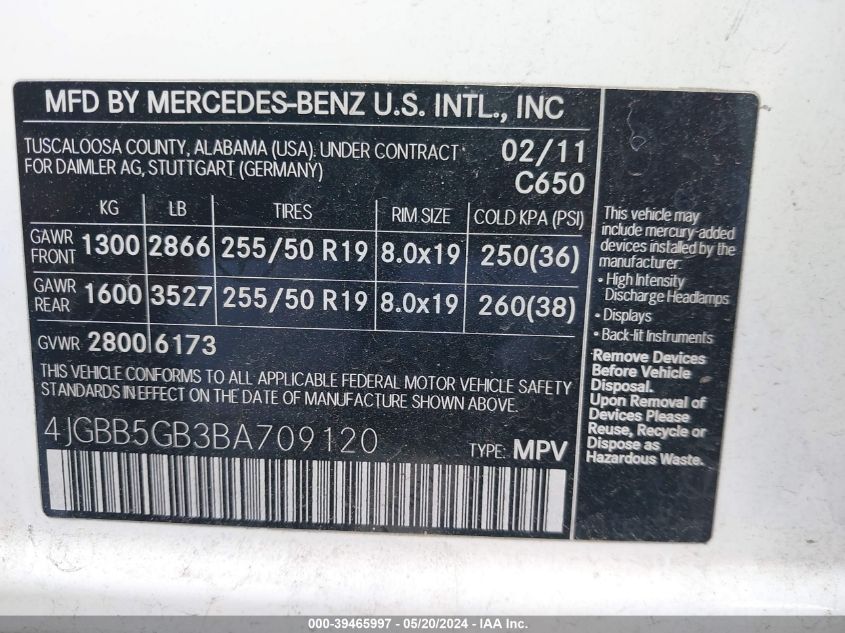 MFD BY MERCEDES-BENZ U.S. INTL., INC
TUSCALOOSA COUNTY, ALABAMA (USA). UNDER CONTRACT 02/11
FOR DAIMLER AG, STUTTGART (GERMANY) C650
KG LB TIRES RIM SIZE COLD KPA (PSI)
GAWR FRONT 1300 2866 255/50 R19 8.0x19 250(36)
GAWR REAR 1600 3527 255/50 R19 8.0x19 260(38)
GVWR 2800 6173
THIS VEHICLE CONFORMS TO ALL APPLICABLE FEDERAL MOTOR VEHICLE SAFETY
STANDARDS IN EFFECT ON THE DATE OF MANUFACTURE SHOWN ABOVE.
4JGBB5GB3BA709120 TYPE: MPV
This vehicle may
include mercury-added
devices installed by the
manufacturer:
• High Intensity
Discharge Headlamps
• Displays
• Back-lit Instruments
Remove Devices
Before Vehicle
Disposal.
Upon Removal of
Devices Please
Reuse, Recycle or
Dispose as
Hazardous Waste.
000-39465997 - 05/20/2024 - IAA Inc.